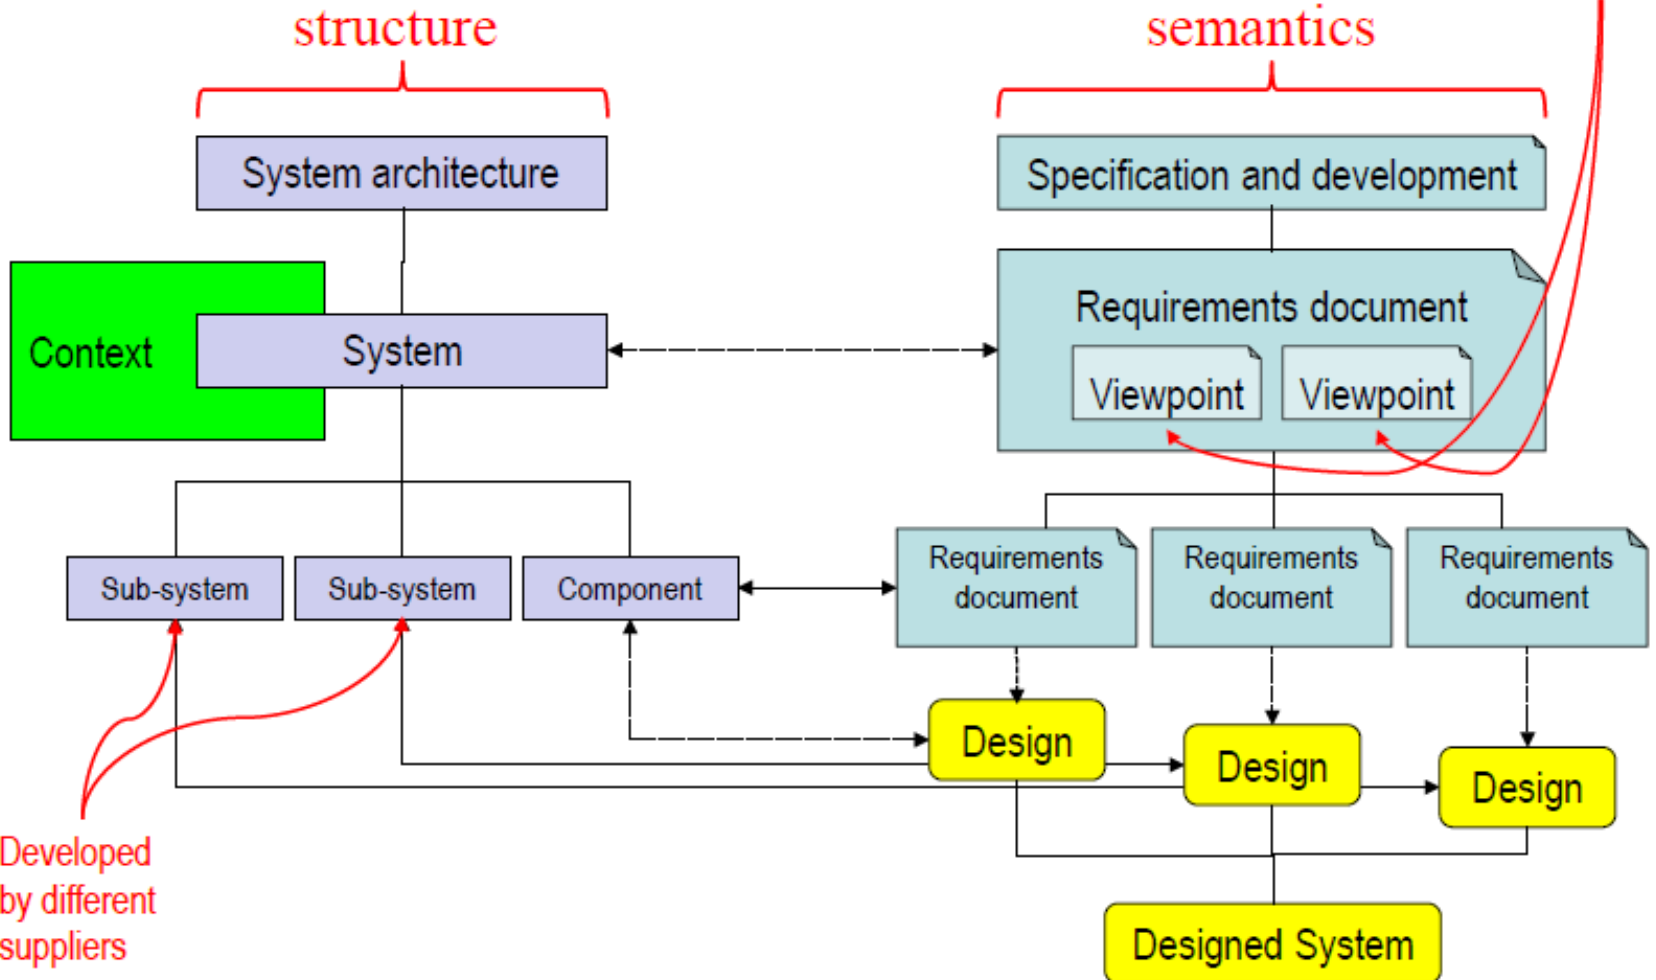 structure
semantics
System architecture
Specification and development
Context
System
Requirements document
Viewpoint
Viewpoint
Sub-system
Sub-system
Component
Requirements
document
Requirements
document
Requirements
document
Design
Design
Design
Developed
by different
suppliers
Designed System